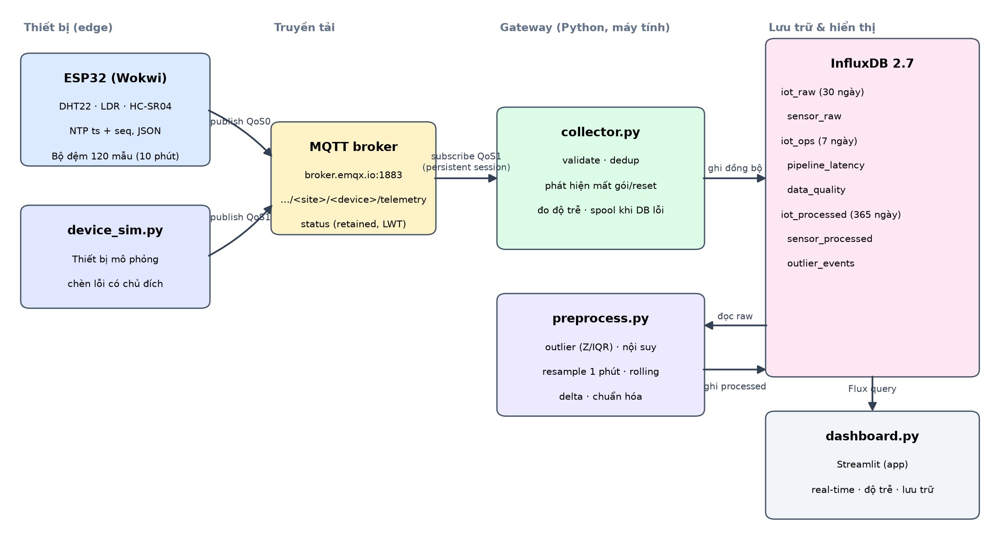 Thiết bị (edge)
Truyền tải
Gateway (Python, máy tính)
Lưu trữ & hiển thị
ESP32 (Wokwi)
DHT22 · LDR · HC-SR04
NTP ts + seq, JSON
Bộ đệm 120 mẫu (10 phút)
publish QoS0
device_sim.py
Thiết bị mô phỏng
chèn lỗi có chủ đích
publish QoS1
MQTT broker
broker.emqx.io:1883
.../<site>/<device>/telemetry
status (retained, LWT)
subscribe QoS1
(persistent session)
collector.py
validate · dedup
phát hiện mất gói/reset
đo độ trễ · spool khi DB lỗi
ghi đồng bộ
InfluxDB 2.7
iot_raw (30 ngày)
sensor_raw
iot_ops (7 ngày)
pipeline_latency
data_quality
iot_processed (365 ngày)
sensor_processed
outlier_events
preprocess.py
outlier (Z/IQR) · nội suy
resample 1 phút · rolling
delta · chuẩn hóa
đọc raw
ghi processed
Flux query
dashboard.py
Streamlit (app)
real-time · độ trễ · lưu trữ